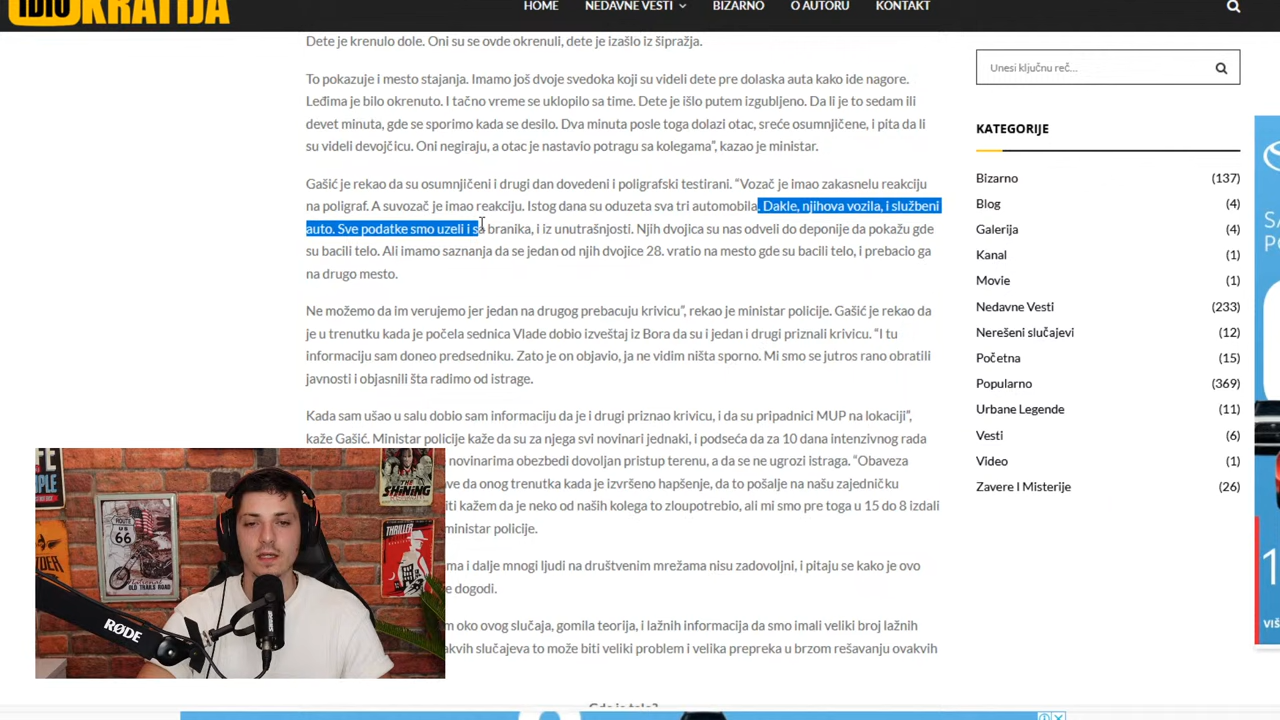 IDIO
KRATIJA
HOME
NEDAVNE VESTI
BIZARNO
O AUTORU
KONTAKT
Dete je krenulo dole. Oni su se ovde okrenuli, dete je izašlo iz šipražja.
To pokazuje i mesto stajanja. Imamo još dvoje svedoka koji su videli dete pre dolaska auta kako ide nagore.
Leđima je bilo okrenuto. I tačno vreme se uklopilo sa time. Dete je išlo putem izgubljeno. Da li je to sedam ili
devet minuta, gde se sporimo kada se desilo. Dva minuta posle toga dolazi otac, sreće osumnjičene, i pita da li
su videli devojčicu. Oni negiraju, a otac je nastavio potragu sa kolegama”, kazao je ministar.
Gašić je rekao da su osumnjičeni i drugi dan dovedeni i poligrafski testirani. “Vozač je imao zakasnelu reakciju
na poligraf. A suvozač je imao reakciju. Istog dana su oduzeta sva tri automobila. Dakle, njihova vozila, i službeni
auto. Sve podatke smo uzeli i sa branika, i iz unutrašnjosti. Njih dvojica su nas odveli do deponije da pokažu gde
su bacili telo. Ali imamo saznanja da se jedan od njih dvojice 28. vratio na mesto gde su bacili telo, i prebacio ga
na drugo mesto.
Ne možemo da im verujemo jer jedan na drugog prebacuju krivicu”, rekao je ministar policije. Gašić je rekao da
je u trenutku kada je počela sednica Vlade dobio izveštaj iz Bora da su i jedan i drugi priznali krivicu. “I tu
informaciju sam doneo predsedniku. Zato je on objavio, ja ne vidim ništa sporno. Mi smo se jutros rano obratili
javnosti i objasnili šta radimo od istrage.
Kada sam ušao u salu dobio sam informaciju da je i drugi priznao krivicu, i da su pripadnici MUP na lokaciji”,
kaže Gašić. Ministar policije kaže da su za njega svi novinari jednaki, i podseća da za 10 dana intenzivnog rada
novinarima obezbedi dovoljan pristup terenu, a da se ne ugrozi istraga. “Obaveza
ave da onog trenutka kada je izvršeno hapšenje, da to pošalje na našu zajedničku
iti kažem da je neko od naših kolega to zloupotrebio, ali mi smo pre toga u 15 do 8 izdali
ministar policije.
ma i dalje mnogi ljudi na društvenim mrežama nisu zadovoljni, i pitaju se kako je ovo
e dogodi.
m oko ovog slučaja, gomila teorija, i lažnih informacija da smo imali veliki broj lažnih
kvih slučajeva to može biti veliki problem i velika prepreka u brzom rešavanju ovakvih
Unesi ključnu reč...
KATEGORIJE
Bizarno (137)
Blog (4)
Galerija (4)
Kanal (1)
Movie (1)
Nedavne Vesti (233)
Nerešeni slučajevi (12)
Početna (15)
Popularno (369)
Urbane Legende (11)
Vesti (6)
Video (1)
Zavere I Misterije (26)
SA
1
VIŠ
LIFE
ROUTE
US
66
OLD TRAILS ROAD
THE
SHINING
THRILLER
RØDE